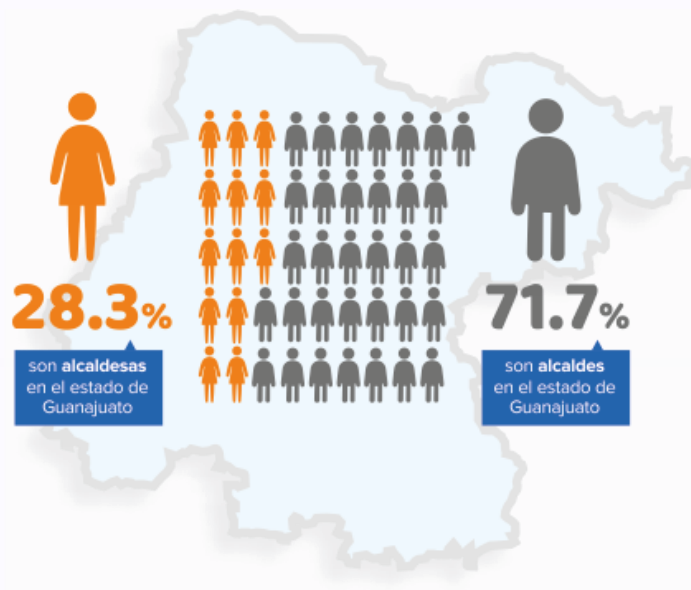 28.3%
son alcaldesas
en el estado de
Guanajuato
71.7%
son alcaldes
en el estado de
Guanajuato